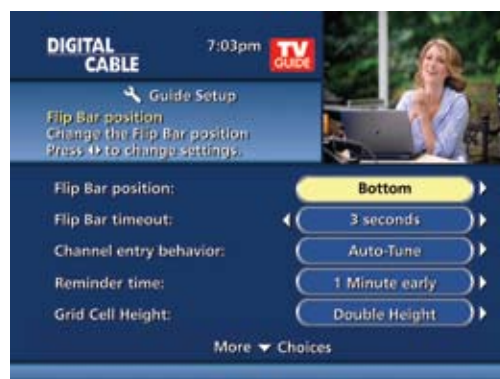 DIGITAL
CABLE
7:03pm
TV
GUIDE
Guide Setup
Flip Bar position
Change the Flip Bar position
Press ◂▸ to change settings.
Flip Bar position: Bottom
Flip Bar timeout: 3 seconds
Channel entry behavior: Auto-Tune
Reminder time: 1 Minute early
Grid Cell Height: Double Height
More ▼ Choices